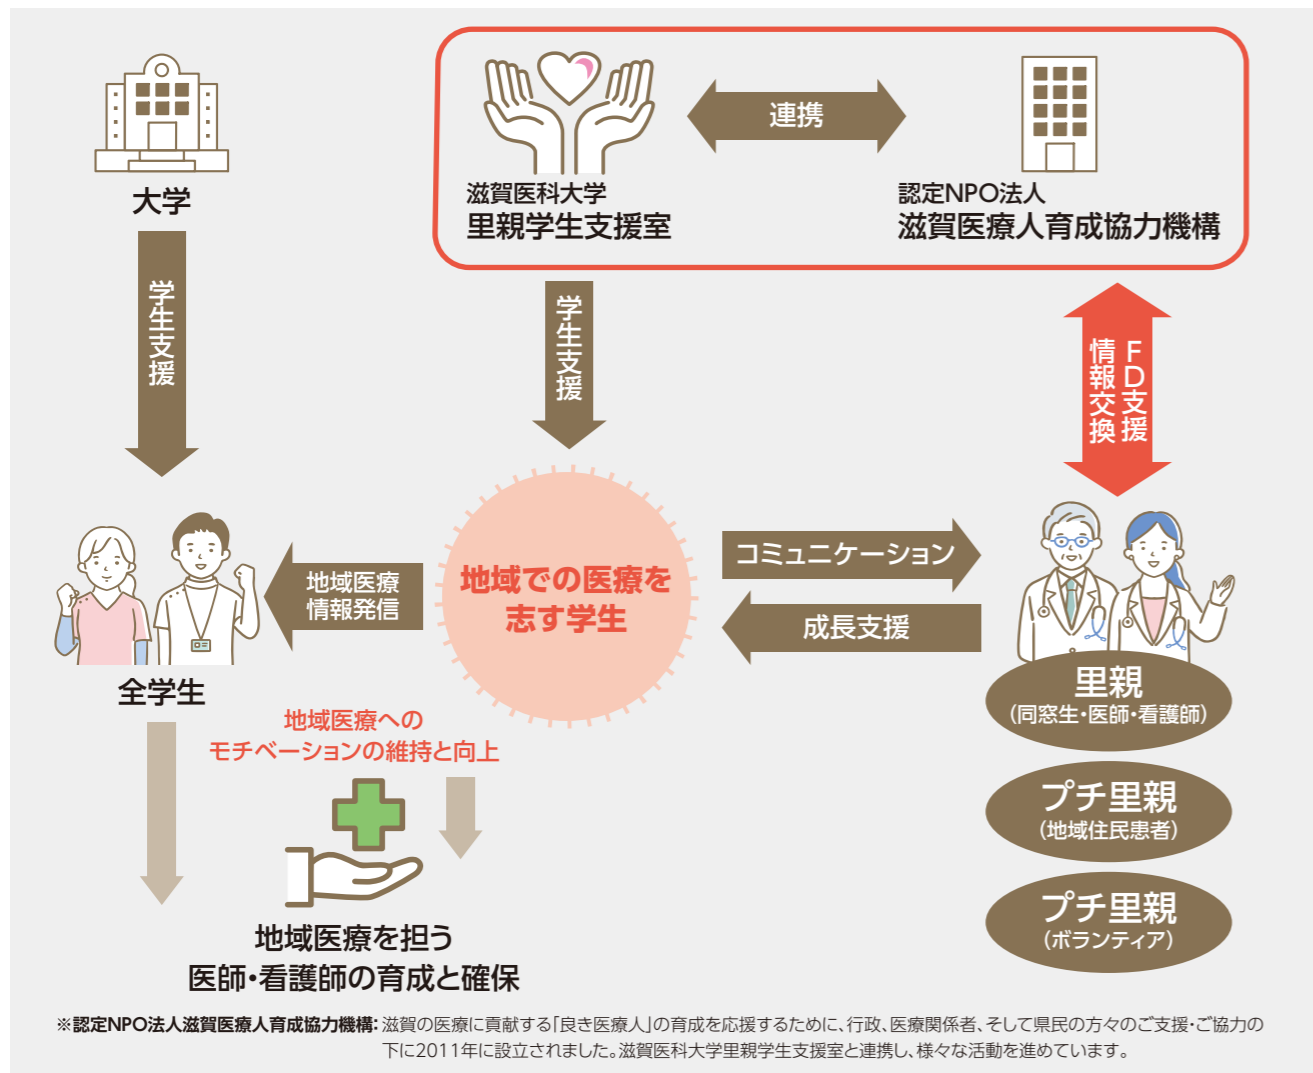 大学
滋賀医科大学
里親学生支援室
連携
認定NPO法人
滋賀医療人育成協力機構
学生支援
学生支援
FD支援
情報交換
地域での医療を
志す学生
地域医療
情報発信
コミュニケーション
成長支援
全学生
里親
(同窓生・医師・看護師)
プチ里親
(地域住民患者)
プチ里親
(ボランティア)
地域医療への
モチベーションの維持と向上
地域医療を担う
医師・看護師の育成と確保
※認定NPO法人滋賀医療人育成協力機構：滋賀の医療に貢献する「良き医療人」の育成を応援するために、行政、医療関係者、そして県民の方々のご支援・ご協力の
下に2011年に設立されました。滋賀医科大学里親学生支援室と連携し、様々な活動を進めています。